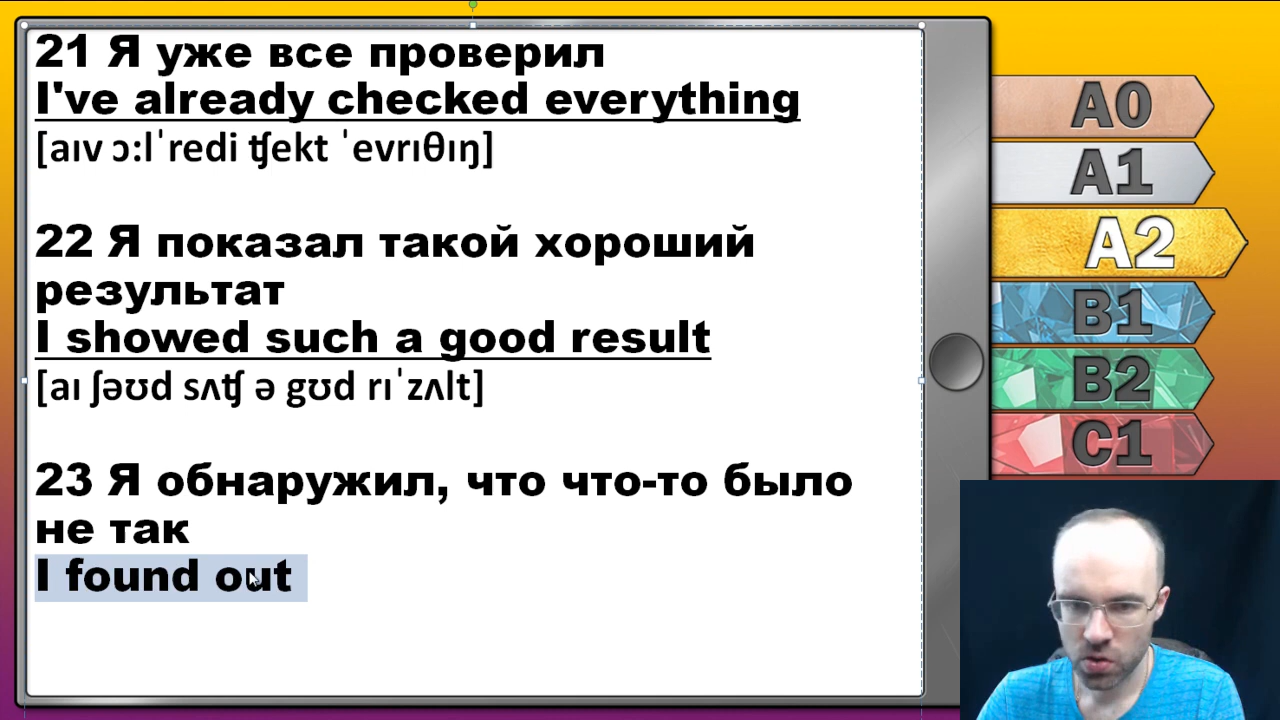 21 Я уже все проверил
I've already checked everything
[aɪv ɔ:lˈredi ʧekt ˈevrɪθɪŋ]
22 Я показал такой хороший
результат
I showed such a good result
[aɪ ʃəʊd sʌʧ ə gʊd rɪˈzʌlt]
23 Я обнаружил, что что-то было
не так
I found out
A0
A1
A2
B1
B2
C1